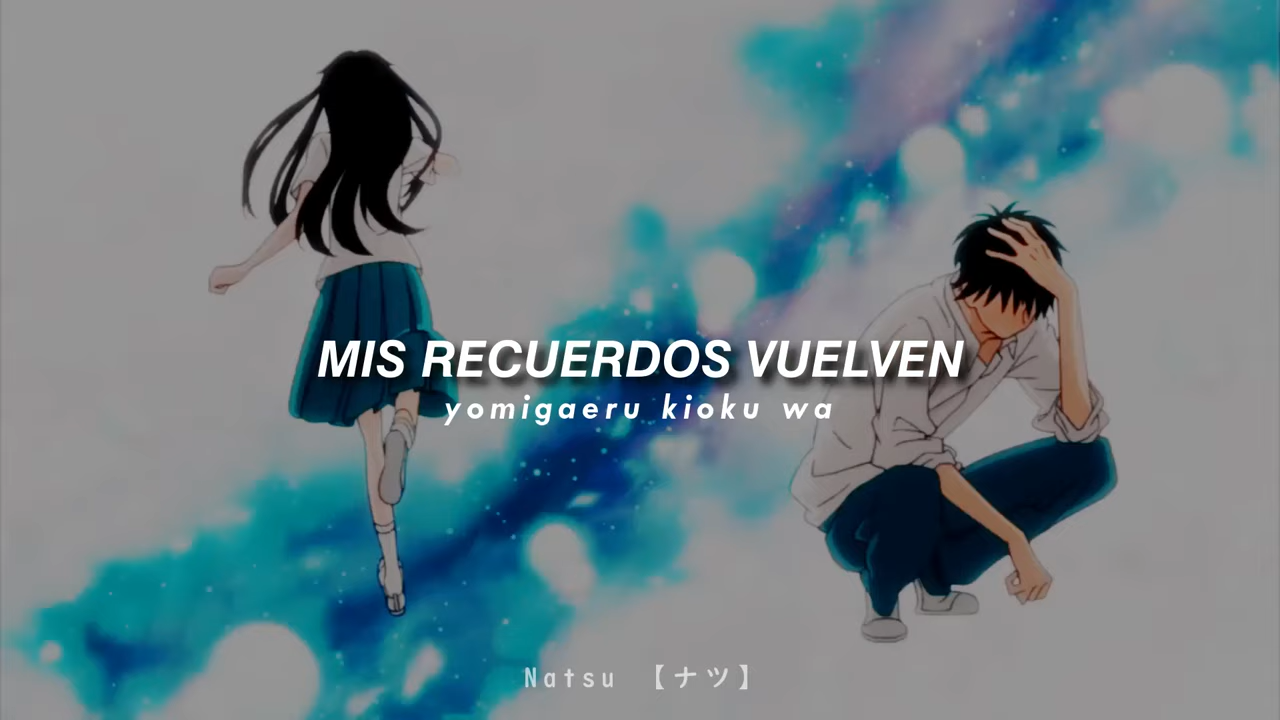 MIS RECUERDOS VUELVEN
yomigaeru kioku wa
Natsu 【ナツ】